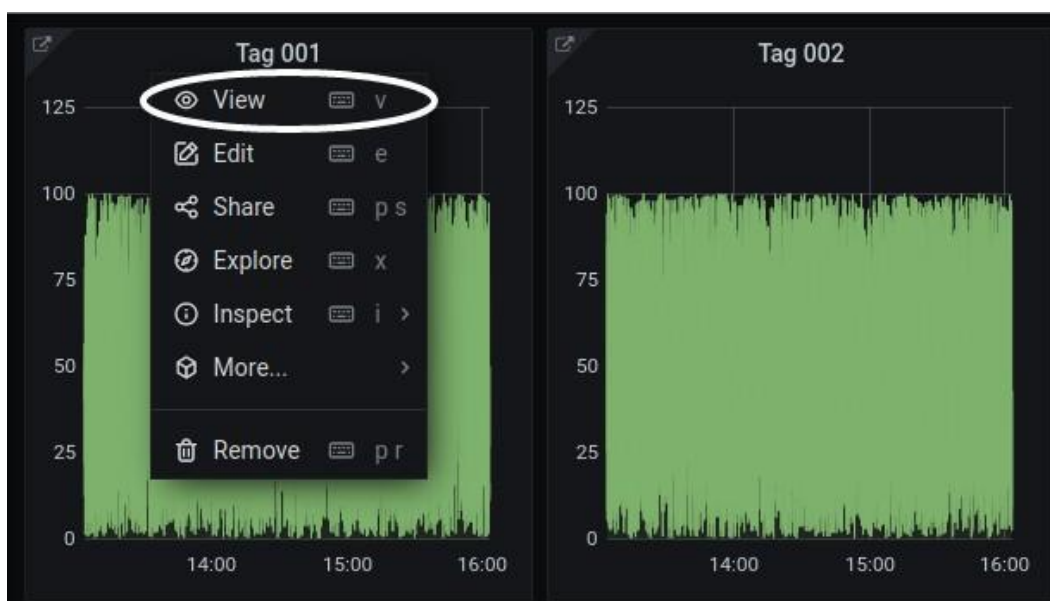 Tag 001
View v
Edit e
Share p s
Explore x
Inspect i
More...
Remove p r
125
100
75
50
25
0
14:00 15:00 16:00
Tag 002
125
100
75
50
25
0
14:00 15:00 16:00